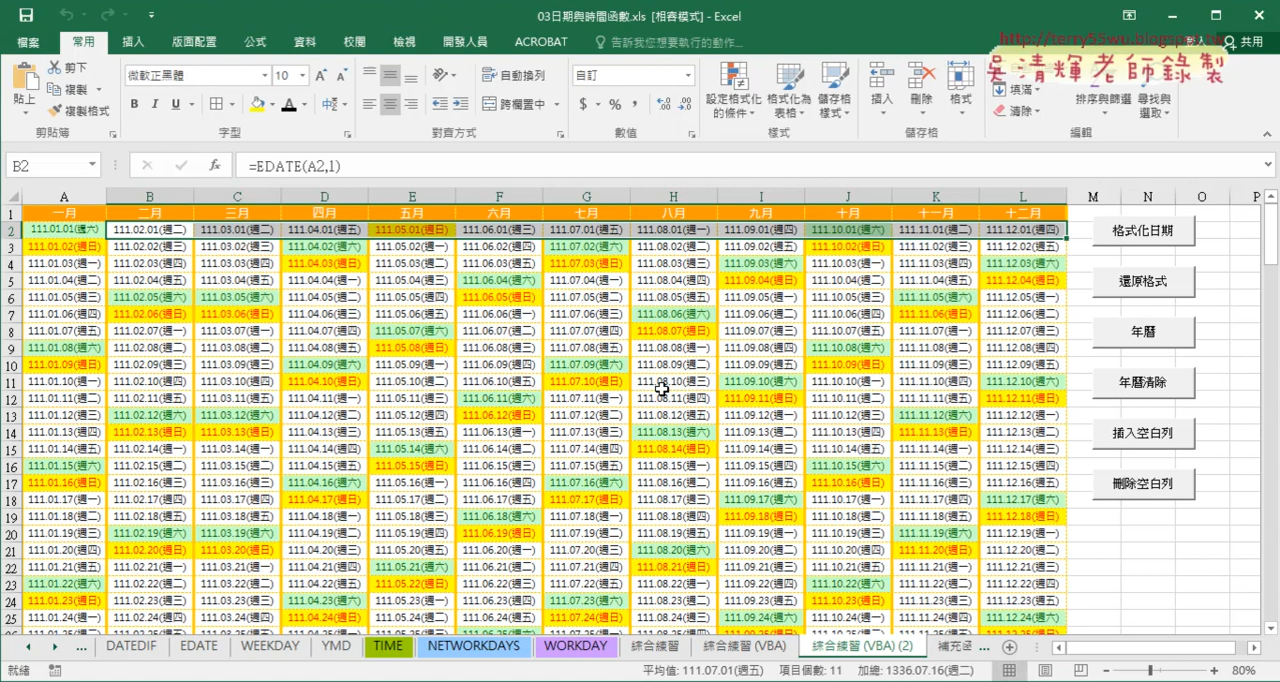 03日期與時間函數.xls [相容模式] - Excel
檔案 常用 插入 版面配置 公式 資料 校閱 檢視 開發人員 ACROBAT 告訴我您想要執行的動作... 登入 共用
http://terry55wu.blogspot.tw
吳清輝老師錄製
貼上 剪下 複製 複製格式 剪貼簿
微軟正黑體 10 B I U 字型
自動換列 跨欄置中 對齊方式
自訂 $ % , 數值
設定格式化的條件 格式化為表格 儲存格樣式 樣式
插入 刪除 格式 儲存格
填滿 清除 排序與篩選 尋找與選取 編輯
B2 fx =EDATE(A2,1)
A B C D E F G H I J K L M N O P
1 一月 二月 三月 四月 五月 六月 七月 八月 九月 十月 十一月 十二月
2 111.01.01(週六) 111.02.01(週二) 111.03.01(週二) 111.04.01(週五) 111.05.01(週日) 111.06.01(週三) 111.07.01(週五) 111.08.01(週一) 111.09.01(週四) 111.10.01(週六) 111.11.01(週二) 111.12.01(週四)
3 111.01.02(週日) 111.02.02(週三) 111.03.02(週三) 111.04.02(週六) 111.05.02(週一) 111.06.02(週四) 111.07.02(週六) 111.08.02(週二) 111.09.02(週五) 111.10.02(週日) 111.11.02(週三) 111.12.02(週五)
4 111.01.03(週一) 111.02.03(週四) 111.03.03(週四) 111.04.03(週日) 111.05.03(週二) 111.06.03(週五) 111.07.03(週日) 111.08.03(週三) 111.09.03(週六) 111.10.03(週一) 111.11.03(週四) 111.12.03(週六)
5 111.01.04(週二) 111.02.04(週五) 111.03.04(週五) 111.04.04(週一) 111.05.04(週三) 111.06.04(週六) 111.07.04(週一) 111.08.04(週四) 111.09.04(週日) 111.10.04(週二) 111.11.04(週五) 111.12.04(週日)
6 111.01.05(週三) 111.02.05(週六) 111.03.05(週六) 111.04.05(週二) 111.05.05(週四) 111.06.05(週日) 111.07.05(週二) 111.08.05(週五) 111.09.05(週一) 111.10.05(週三) 111.11.05(週六) 111.12.05(週一)
7 111.01.06(週四) 111.02.06(週日) 111.03.06(週日) 111.04.06(週三) 111.05.06(週五) 111.06.06(週一) 111.07.06(週三) 111.08.06(週六) 111.09.06(週二) 111.10.06(週四) 111.11.06(週日) 111.12.06(週二)
8 111.01.07(週五) 111.02.07(週一) 111.03.07(週一) 111.04.07(週四) 111.05.07(週六) 111.06.07(週二) 111.07.07(週四) 111.08.07(週日) 111.09.07(週三) 111.10.07(週五) 111.11.07(週一) 111.12.07(週三)
9 111.01.08(週六) 111.02.08(週二) 111.03.08(週二) 111.04.08(週五) 111.05.08(週日) 111.06.08(週三) 111.07.08(週五) 111.08.08(週一) 111.09.08(週四) 111.10.08(週六) 111.11.08(週二) 111.12.08(週四)
10 111.01.09(週日) 111.02.09(週三) 111.03.09(週三) 111.04.09(週六) 111.05.09(週一) 111.06.09(週四) 111.07.09(週六) 111.08.09(週二) 111.09.09(週五) 111.10.09(週日) 111.11.09(週三) 111.12.09(週五)
11 111.01.10(週一) 111.02.10(週四) 111.03.10(週四) 111.04.10(週日) 111.05.10(週二) 111.06.10(週五) 111.07.10(週日) 111.08.10(週三) 111.09.10(週六) 111.10.10(週一) 111.11.10(週四) 111.12.10(週六)
12 111.01.11(週二) 111.02.11(週五) 111.03.11(週五) 111.04.11(週一) 111.05.11(週三) 111.06.11(週六) 111.07.11(週一) 111.08.11(週四) 111.09.11(週日) 111.10.11(週二) 111.11.11(週五) 111.12.11(週日)
13 111.01.12(週三) 111.02.12(週六) 111.03.12(週六) 111.04.12(週二) 111.05.12(週四) 111.06.12(週日) 111.07.12(週二) 111.08.12(週五) 111.09.12(週一) 111.10.12(週三) 111.11.12(週六) 111.12.12(週一)
14 111.01.13(週四) 111.02.13(週日) 111.03.13(週日) 111.04.13(週三) 111.05.13(週五) 111.06.13(週一) 111.07.13(週三) 111.08.13(週六) 111.09.13(週二) 111.10.13(週四) 111.11.13(週日) 111.12.13(週二)
15 111.01.14(週五) 111.02.14(週一) 111.03.14(週一) 111.04.14(週四) 111.05.14(週六) 111.06.14(週二) 111.07.14(週四) 111.08.14(週日) 111.09.14(週三) 111.10.14(週五) 111.11.14(週一) 111.12.14(週三)
16 111.01.15(週六) 111.02.15(週二) 111.03.15(週二) 111.04.15(週五) 111.05.15(週日) 111.06.15(週三) 111.07.15(週五) 111.08.15(週一) 111.09.15(週四) 111.10.15(週六) 111.11.15(週二) 111.12.15(週四)
17 111.01.16(週日) 111.02.16(週三) 111.03.16(週三) 111.04.16(週六) 111.05.16(週一) 111.06.16(週四) 111.07.16(週六) 111.08.16(週二) 111.09.16(週五) 111.10.16(週日) 111.11.16(週三) 111.12.16(週五)
18 111.01.17(週一) 111.02.17(週四) 111.03.17(週四) 111.04.17(週日) 111.05.17(週二) 111.06.17(週五) 111.07.17(週日) 111.08.17(週三) 111.09.17(週六) 111.10.17(週一) 111.11.17(週四) 111.12.17(週六)
19 111.01.18(週二) 111.02.18(週五) 111.03.18(週五) 111.04.18(週一) 111.05.18(週三) 111.06.18(週六) 111.07.18(週一) 111.08.18(週四) 111.09.18(週日) 111.10.18(週二) 111.11.18(週五) 111.12.18(週日)
20 111.01.19(週三) 111.02.19(週六) 111.03.19(週六) 111.04.19(週二) 111.05.19(週四) 111.06.19(週日) 111.07.19(週二) 111.08.19(週五) 111.09.19(週一) 111.10.19(週三) 111.11.19(週六) 111.12.19(週一)
21 111.01.20(週四) 111.02.20(週日) 111.03.20(週日) 111.04.20(週三) 111.05.20(週五) 111.06.20(週一) 111.07.20(週三) 111.08.20(週六) 111.09.20(週二) 111.10.20(週四) 111.11.20(週日) 111.12.20(週二)
22 111.01.21(週五) 111.02.21(週一) 111.03.21(週一) 111.04.21(週四) 111.05.21(週六) 111.06.21(週二) 111.07.21(週四) 111.08.21(週日) 111.09.21(週三) 111.10.21(週五) 111.11.21(週一) 111.12.21(週三)
23 111.01.22(週六) 111.02.22(週二) 111.03.22(週二) 111.04.22(週五) 111.05.22(週日) 111.06.22(週三) 111.07.22(週五) 111.08.22(週一) 111.09.22(週四) 111.10.22(週六) 111.11.22(週二) 111.12.22(週四)
24 111.01.23(週日) 111.02.23(週三) 111.03.23(週三) 111.04.23(週六) 111.05.23(週一) 111.06.23(週四) 111.07.23(週六) 111.08.23(週二) 111.09.23(週五) 111.10.23(週日) 111.11.23(週三) 111.12.23(週五)
25 111.01.24(週一) 111.02.24(週四) 111.03.24(週四) 111.04.24(週日) 111.05.24(週二) 111.06.24(週五) 111.07.24(週日) 111.08.24(週三) 111.09.24(週六) 111.10.24(週一) 111.11.24(週四) 111.12.24(週六)
格式化日期
還原格式
年曆
年曆清除
插入空白列
刪除空白列
... DATEDIF EDATE WEEKDAY YMD TIME NETWORKDAYS WORKDAY 綜合練習 綜合練習 (VBA) 綜合練習 (VBA) (2) 補充函 ...
就緒 平均值: 111.07.01(週五) 項目個數: 11 加總: 1336.07.16(週二) 80%